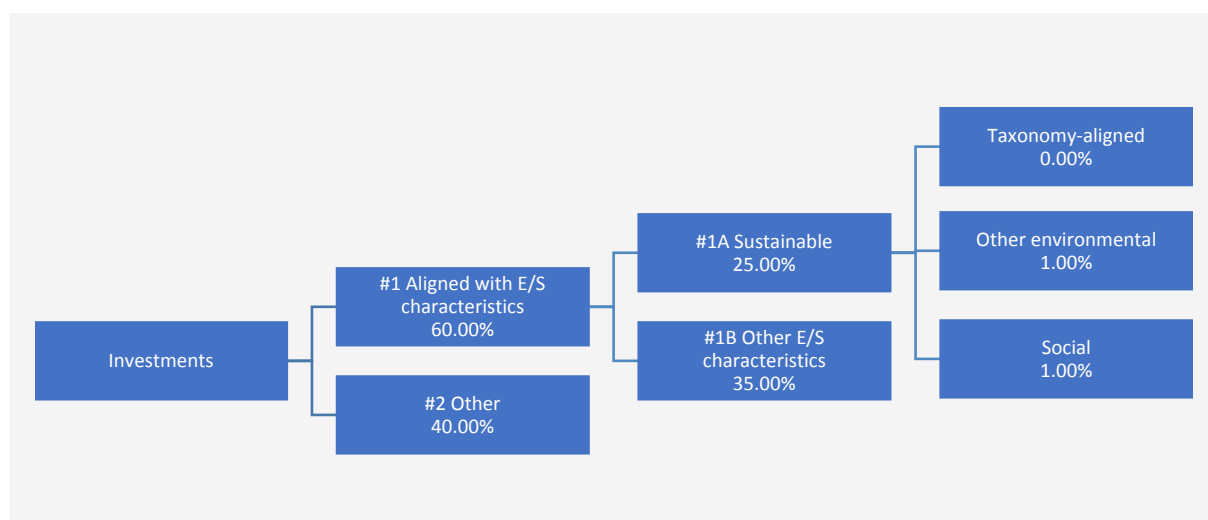 Investments
#1 Aligned with E/S
characteristics
60.00%
#2 Other
40.00%
#1A Sustainable
25.00%
#1B Other E/S
characteristics
35.00%
Taxonomy-aligned
0.00%
Other environmental
1.00%
Social
1.00%